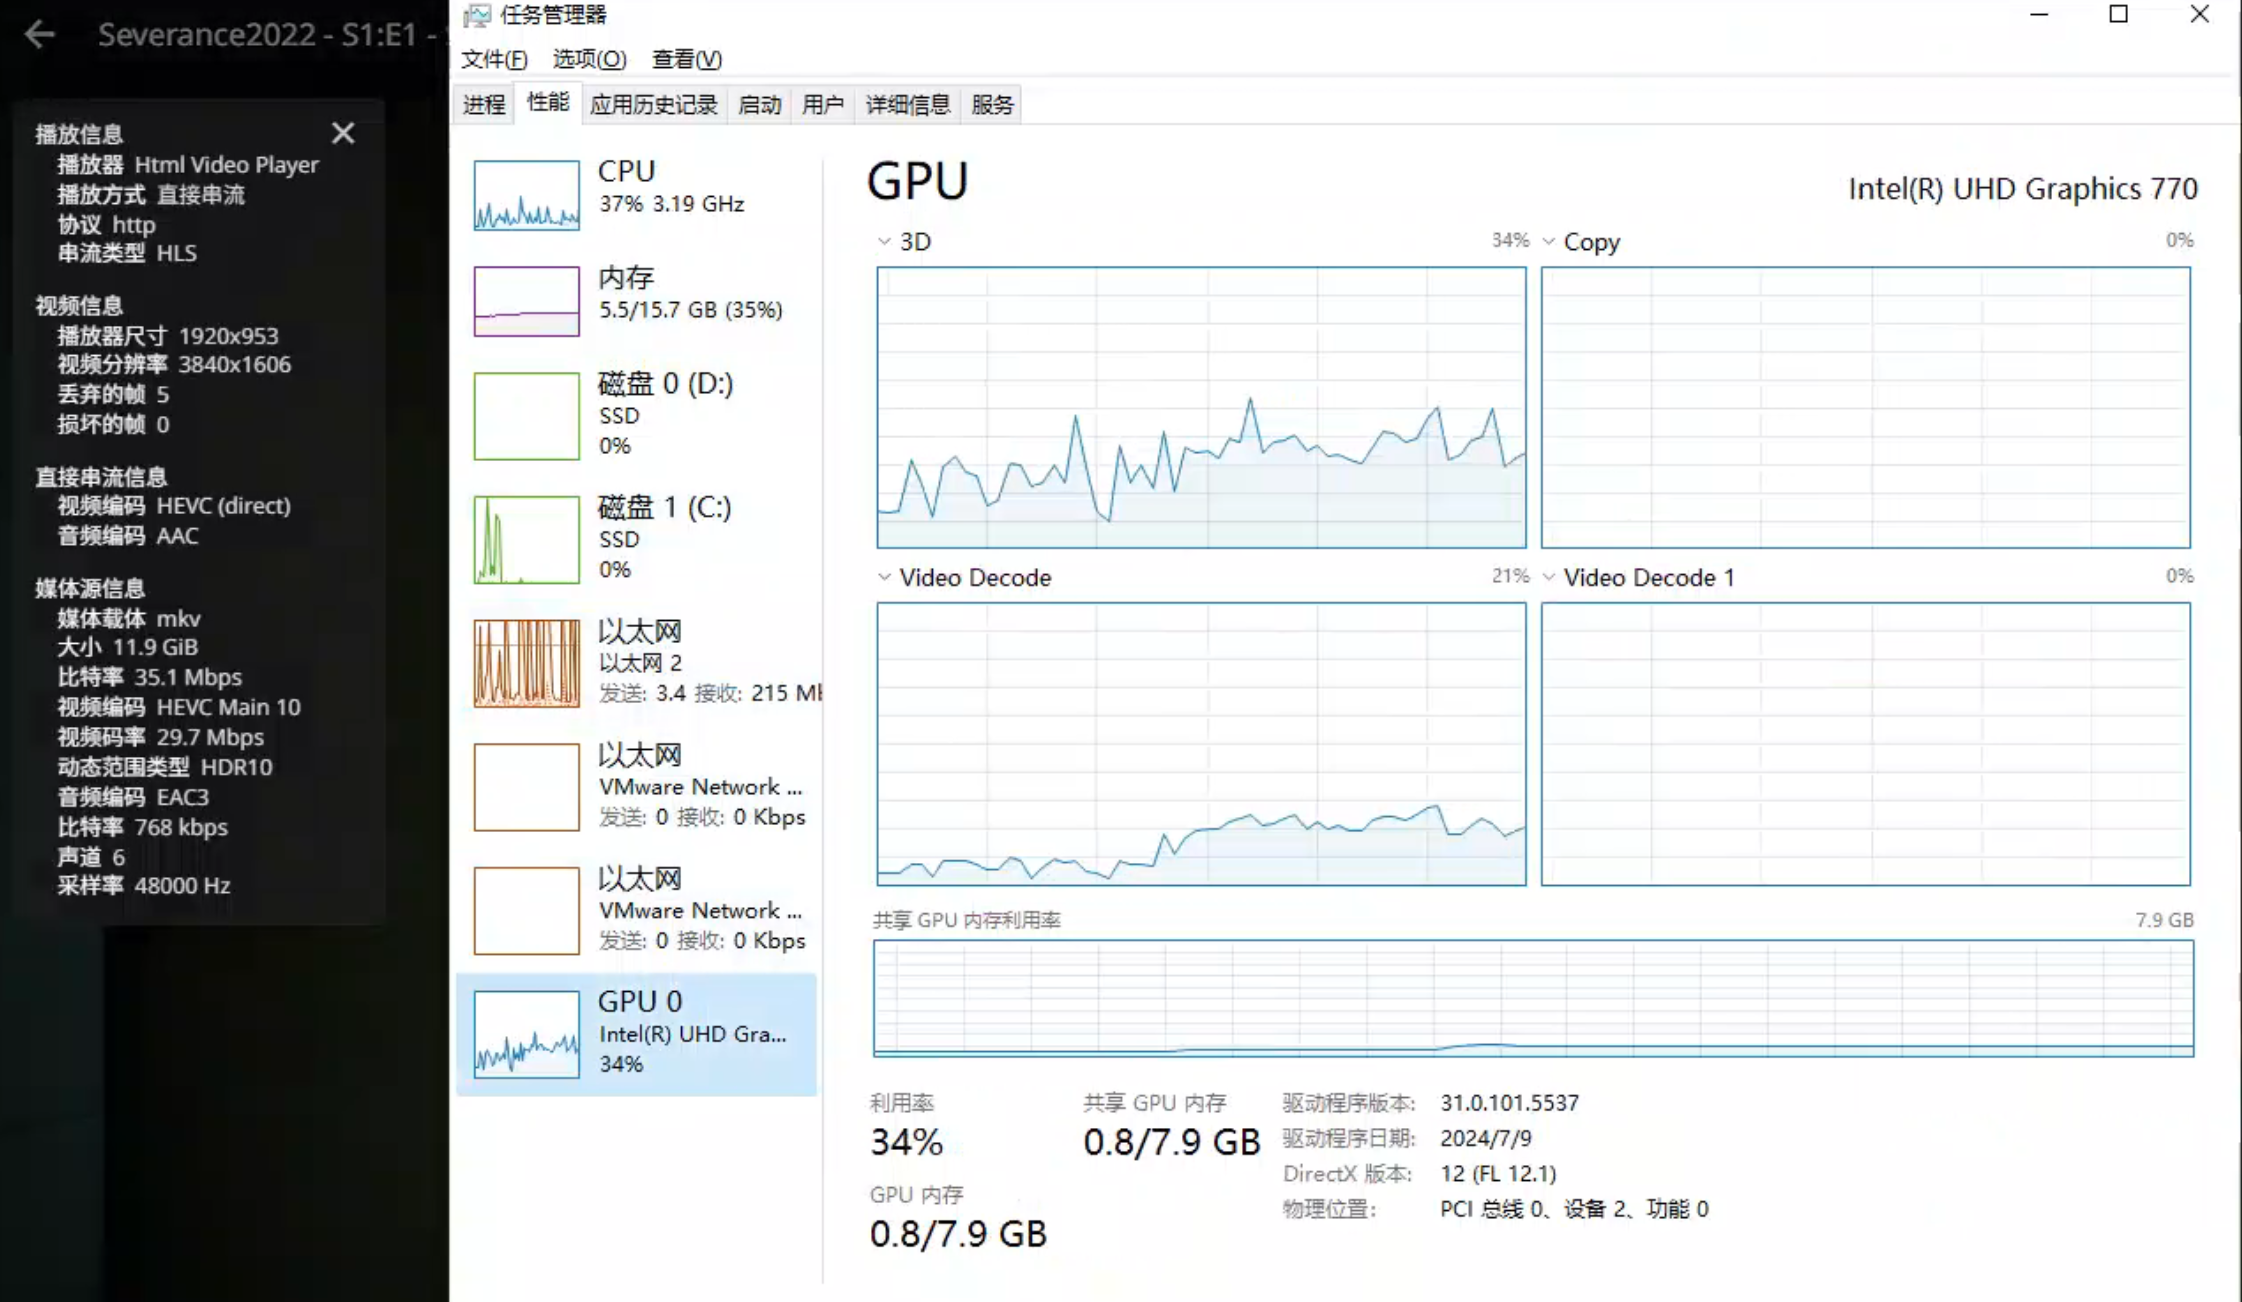 Severance2022 - S1:E1 -
播放信息
播放器 Html Video Player
播放方式 直接串流
协议 http
串流类型 HLS
视频信息
播放器尺寸 1920x953
视频分辨率 3840x1606
丢弃的帧 5
损坏的帧 0
直接串流信息
视频编码 HEVC (direct)
音频编码 AAC
媒体源信息
媒体载体 mkv
大小 11.9 GiB
比特率 35.1 Mbps
视频编码 HEVC Main 10
视频码率 29.7 Mbps
动态范围类型 HDR10
音频编码 EAC3
比特率 768 kbps
声道 6
采样率 48000 Hz
任务管理器
文件(F) 选项(O) 查看(V)
进程 性能 应用历史记录 启动 用户 详细信息 服务
CPU
37% 3.19 GHz
内存
5.5/15.7 GB (35%)
磁盘 0 (D:)
SSD
0%
磁盘 1 (C:)
SSD
0%
以太网
以太网 2
发送: 3.4 接收: 215
以太网
VMware Network ...
发送: 0 接收: 0 Kbps
以太网
VMware Network ...
发送: 0 接收: 0 Kbps
GPU 0
Intel(R) UHD Gra...
34%
GPU Intel(R) UHD Graphics 770
3D 34% Copy 0%
Video Decode 21% Video Decode 1 0%
共享 GPU 内存利用率 7.9 GB
利用率
34%
共享 GPU 内存
0.8/7.9 GB
GPU 内存
0.8/7.9 GB
驱动程序版本: 31.0.101.5537
驱动程序日期: 2024/7/9
DirectX 版本: 12 (FL 12.1)
物理位置: PCI 总线 0、设备 2、功能 0